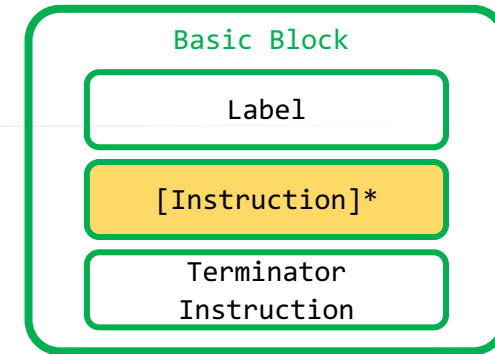 Basic Block
Label
[Instruction]*
Terminator
Instruction